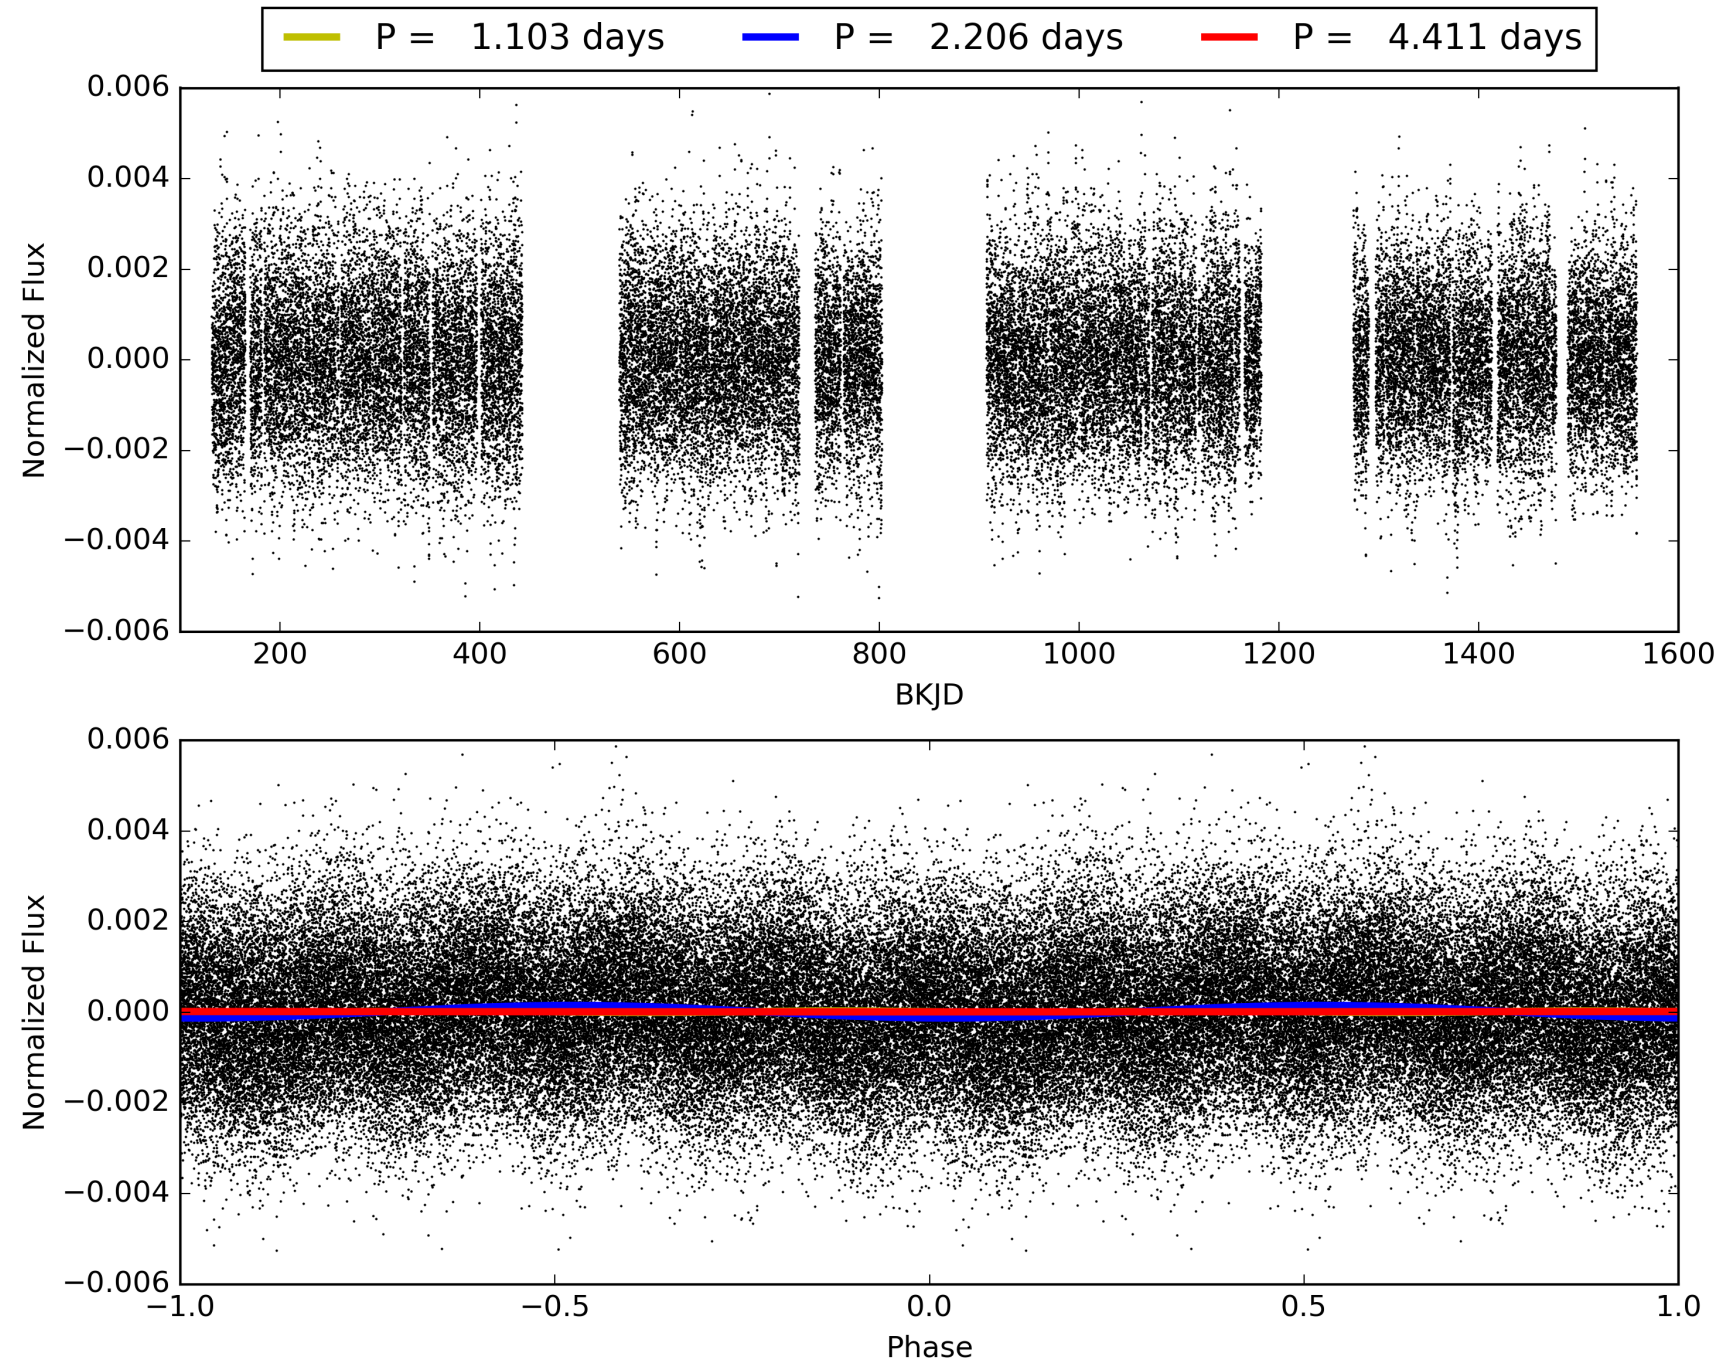 P = 1.103 days P = 2.206 days P = 4.411 days
0.006
0.004
0.002
0.000
−0.002
−0.004
−0.006
Normalized Flux
200 400 600 800 1000 1200 1400 1600
BKJD
0.006
0.004
0.002
0.000
−0.002
−0.004
−0.006
Normalized Flux
−1.0 −0.5 0.0 0.5 1.0
Phase